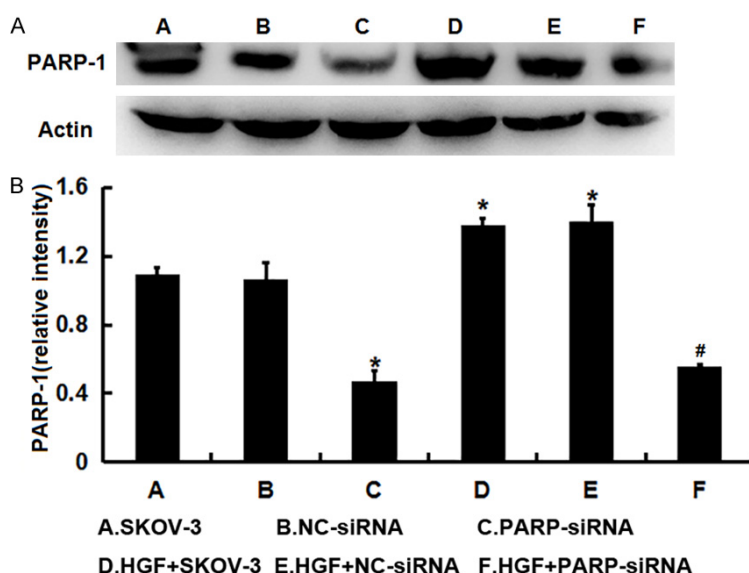 A
A B C D E F
PARP-1
Actin
B
PARP-1(relative intensity)
1.6
1.2
0.8
0.4
0
* * * #
A B C D E F
A.SKOV-3 B.NC-siRNA C.PARP-siRNA
D.HGF+SKOV-3 E.HGF+NC-siRNA F.HGF+PARP-siRNA